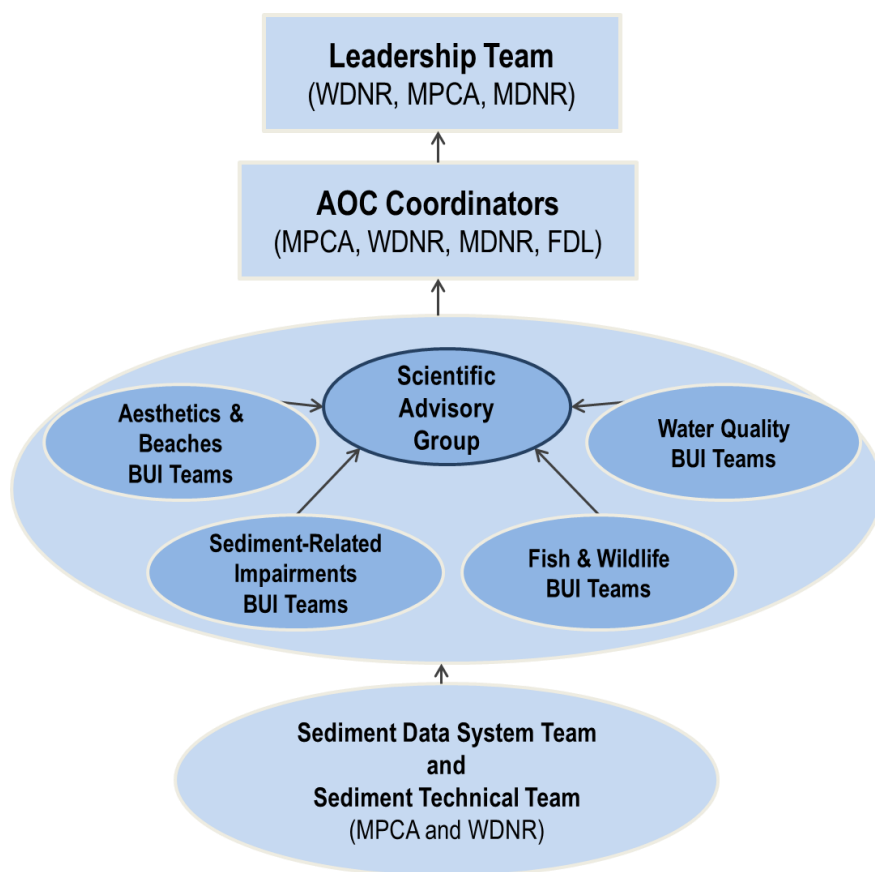 Leadership Team
(WDNR, MPCA, MDNR)
AOC Coordinators
(MPCA, WDNR, MDNR, FDL)
Scientific
Advisory
Group
Aesthetics &
Beaches
BUI Teams
Water Quality
BUI Teams
Sediment-Related
Impairments
BUI Teams
Fish & Wildlife
BUI Teams
Sediment Data System Team
and
Sediment Technical Team
(MPCA and WDNR)